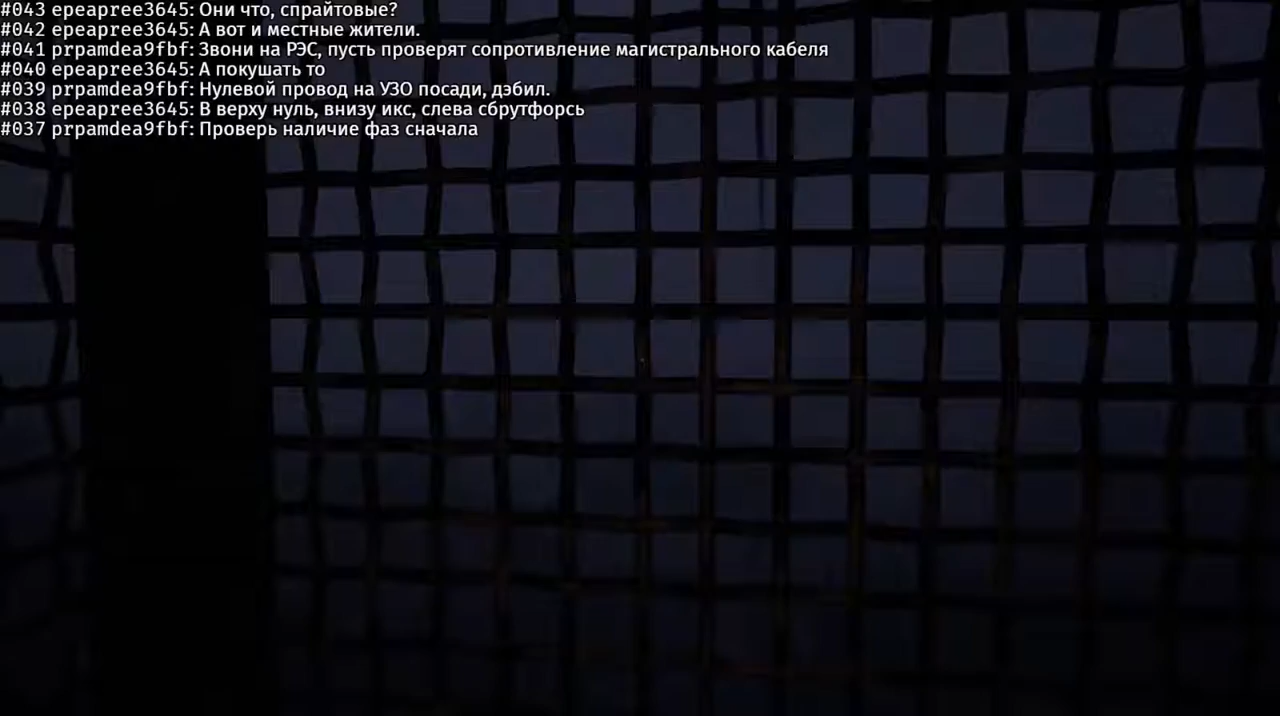 #043 epeapree3645: Они что, спрайтовые?
#042 epeapree3645: А вот и местные жители.
#041 prpamdea9fbf: Звони на РЭС, пусть проверят сопротивление магистрального кабеля
#040 epeapree3645: А покушать то
#039 prpamdea9fbf: Нулевой провод на УЗО посади, дэбил.
#038 epeapree3645: В верху нуль, внизу икс, слева сбрутфорсь
#037 prpamdea9fbf: Проверь наличие фаз сначала